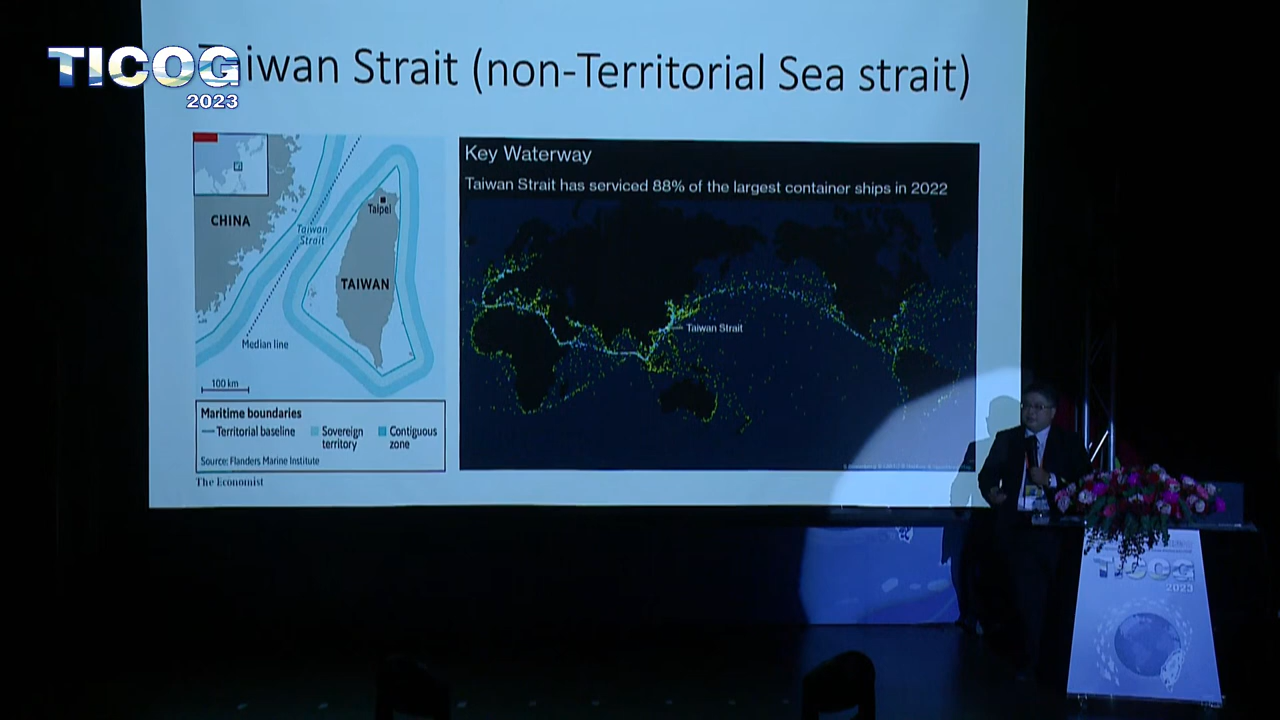 TICOG
2023
Taiwan Strait (non-Territorial Sea strait)
CHINA
Taipei
Taiwan
Strait
TAIWAN
Median line
100 km
Maritime boundaries
Territorial baseline
Sovereign
territory
Contiguous
zone
Source: Flanders Marine Institute
The Economist
Key Waterway
Taiwan Strait has serviced 88% of the largest container ships in 2022
Taiwan Strait
TICOG
2023